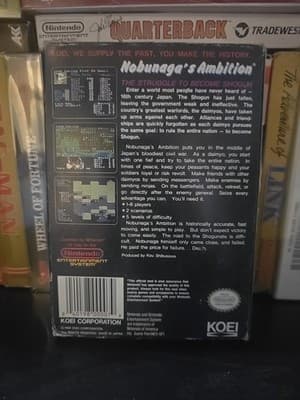 Nintendo
QUARTERBACK
TRADEWEST
WE SUPPLY THE PAST, YOU MAKE THE HISTORY.
Nobunaga's Ambition
THE STRUGGLE TO BECOME SHOGUN!
Enter a world most people have never heard of —
16th century Japan. The Shogun has just fallen,
leaving the government weak and ineffective. The
country's greatest warlords, the daimyos, have taken
up arms against each other. Alliances and friend-
ships are quickly forgotten as each daimyo pursues
the same goal: to rule the entire nation — to become
Shogun.
Nobunaga's Ambition puts you in the middle of
Japan's bloodiest civil war. As a daimyo, you start
with one fief and try to take the entire nation. In
times of peace, keep your peasants happy and your
soldiers loyal or risk revolt. Make friends with other
daimyos by sending messengers. Make enemies by
sending ninjas. On the battlefield, attack, retreat, or
go directly after the enemy general. Seize every
advantage you can. You'll need it.
•1-8 players
•2 scenarios
•5 levels of difficulty
Nobunaga's Ambition is historically accurate, fast
moving, and simple to play. But don't expect victory
to come easily. The road to the Shogunate is diffi-
cult. Nobunaga himself only came close, and failed.
He paid the price for failure . . . Death.
Produced by Kou Shibusawa
Nintendo
ENTERTAINMENT
SYSTEM
WHEEL OF FORTUNE
KOEI CORPORATION
KOEI